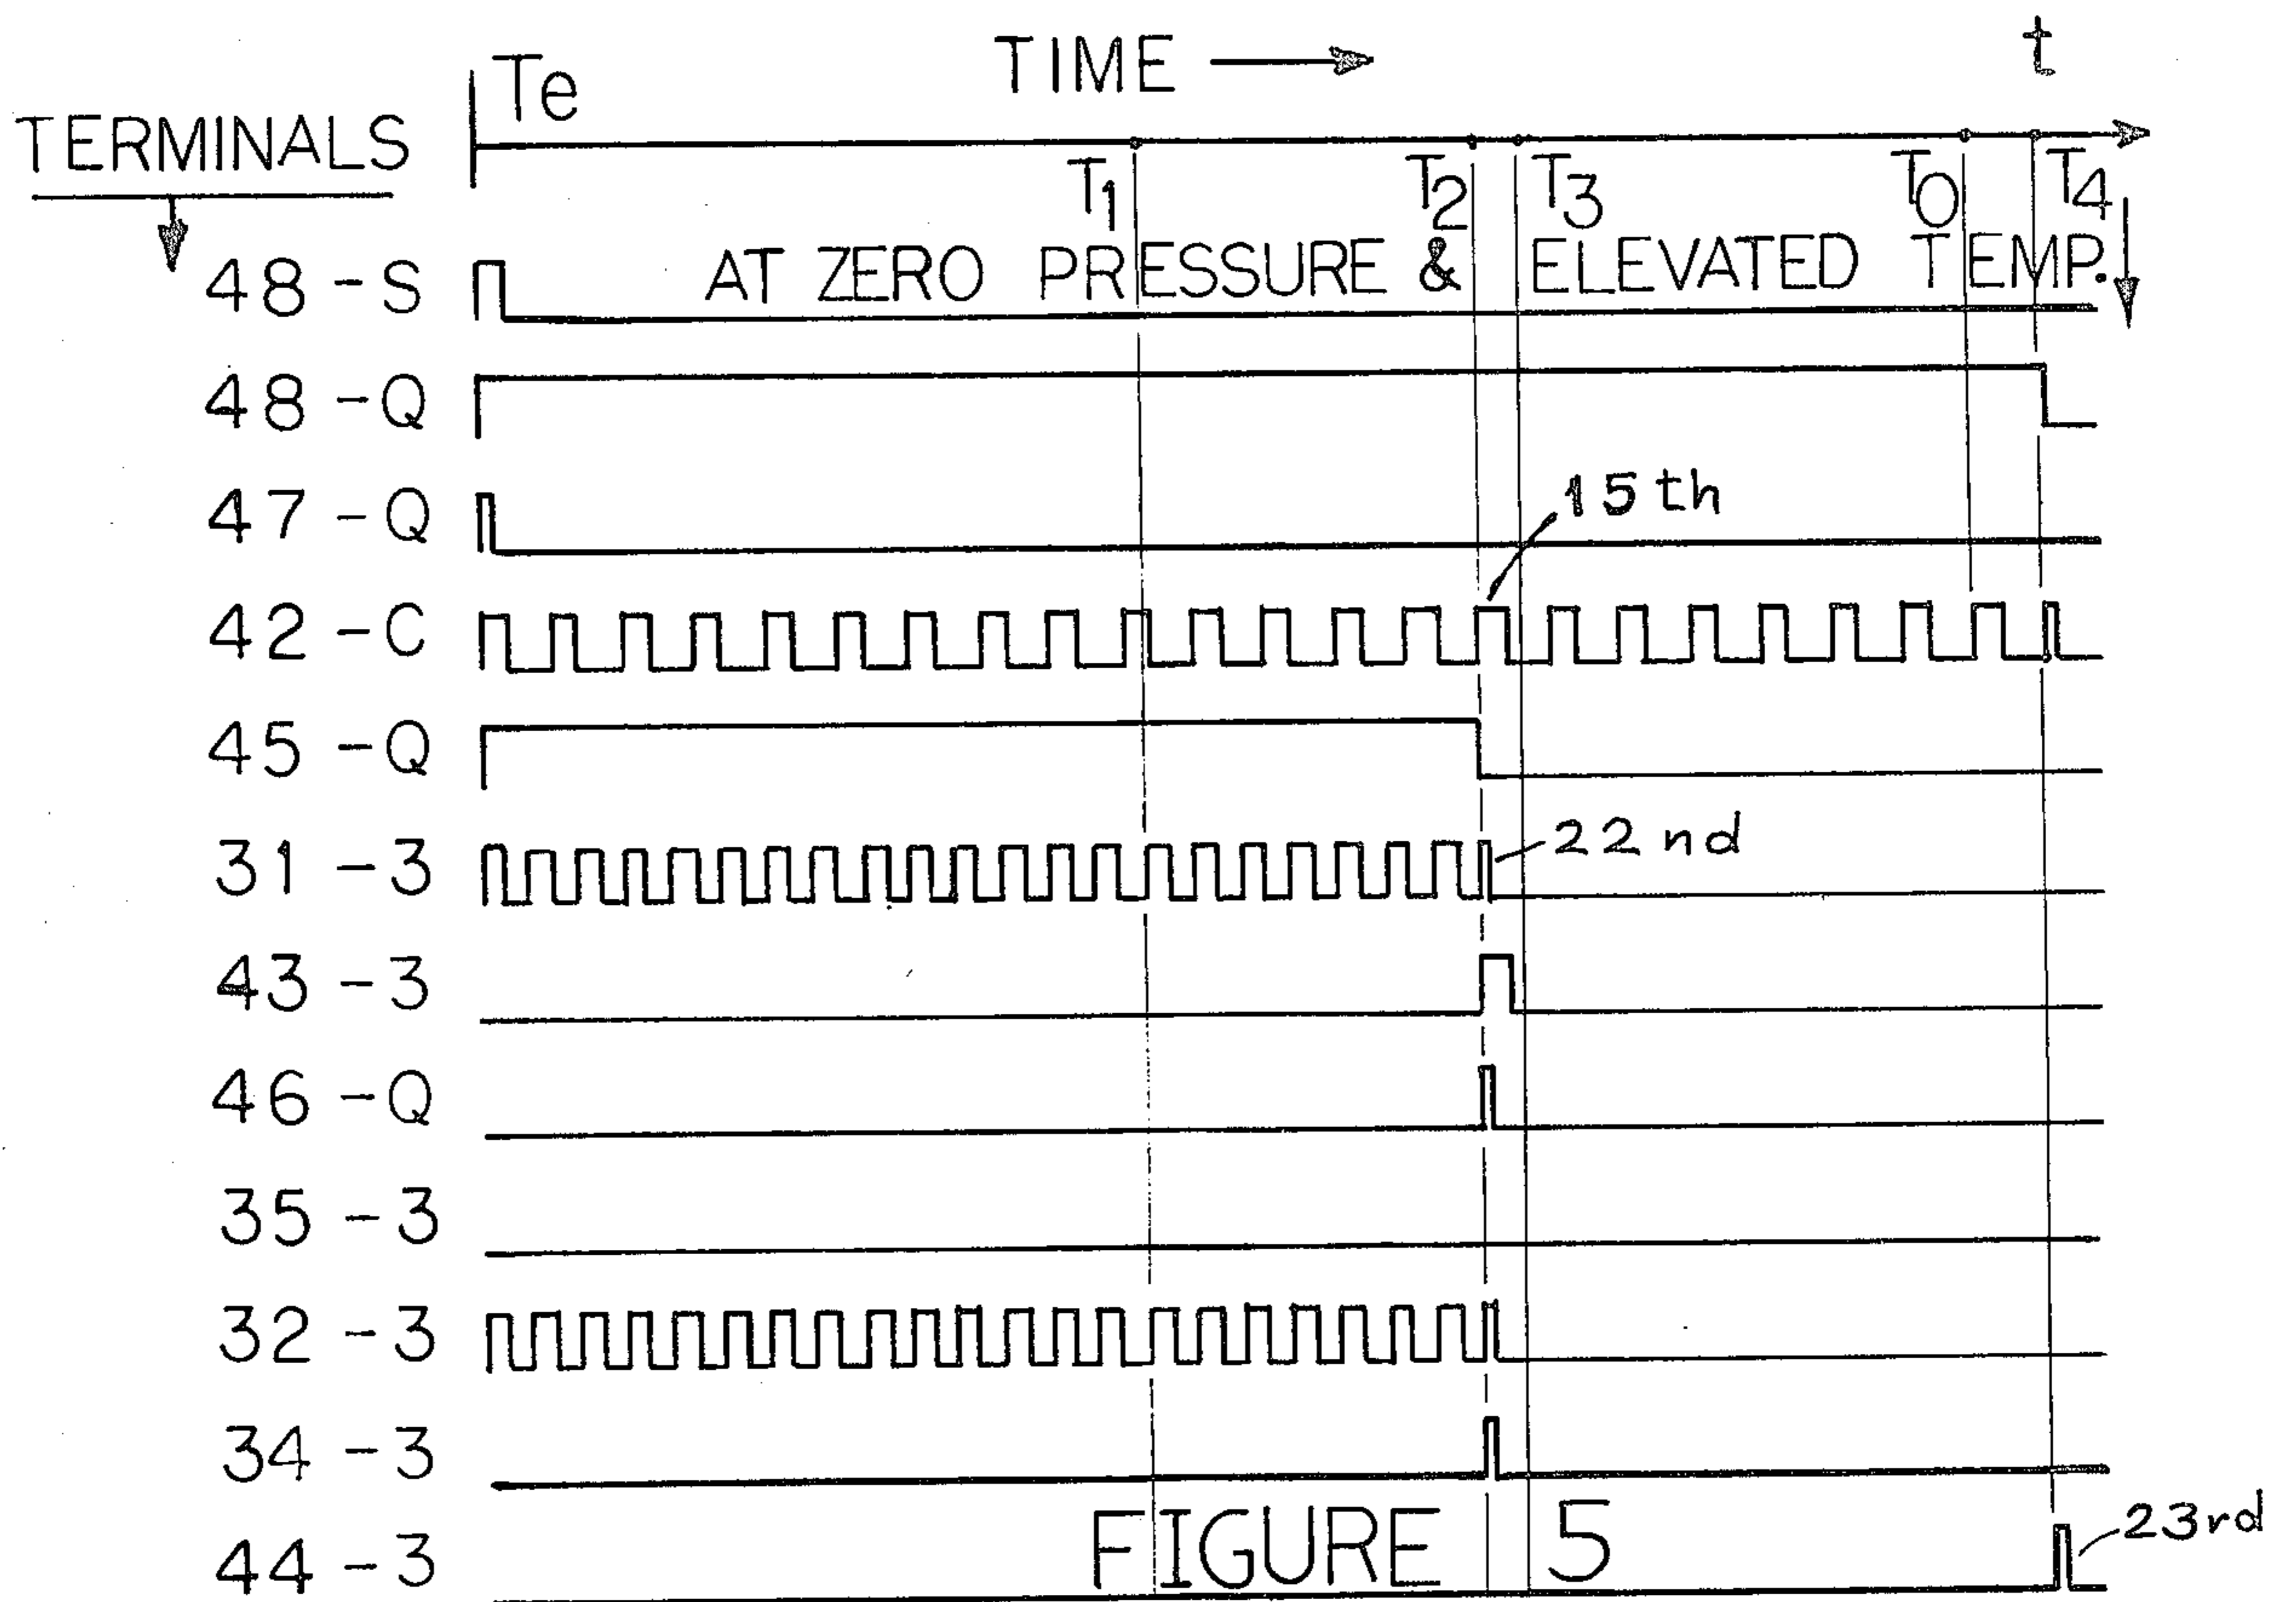 TIME
t
Te
TERMINALS
T1 T2 T3 T0 T4
AT ZERO PRESSURE & ELEVATED TEMP.
48-S
48-Q
47-Q
15th
42-C
45-Q
31-3
22nd
43-3
46-Q
35-3
32-3
34-3
44-3
23rd
FIGURE 5